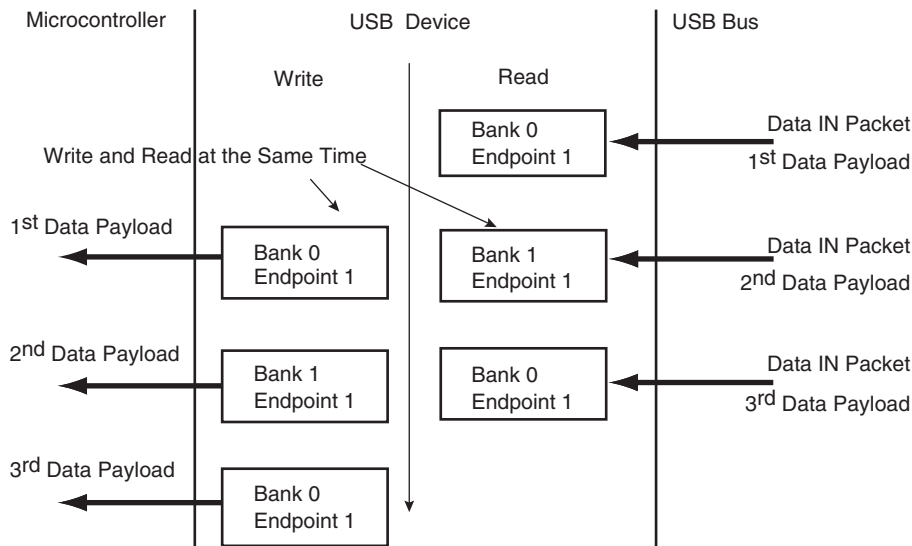 Microcontroller
USB Device
USB Bus
Write
Read
Bank 0
Endpoint 1
Data IN Packet
1st Data Payload
Write and Read at the Same Time
1st Data Payload
Bank 0
Endpoint 1
Bank 1
Endpoint 1
Data IN Packet
2nd Data Payload
2nd Data Payload
Bank 1
Endpoint 1
Bank 0
Endpoint 1
Data IN Packet
3rd Data Payload
3rd Data Payload
Bank 0
Endpoint 1